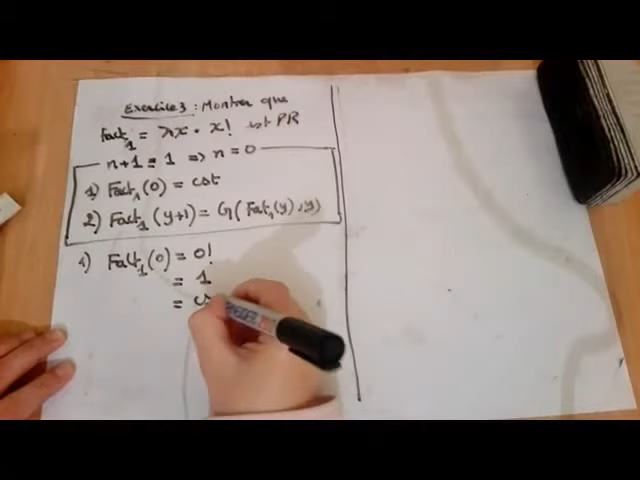 Exercice 3 : Montrer que
Fact₁ = λx . x! est PR
n+1 = 1 => n = 0
1) Fact₁(0) = cst
2) Fact₁ (y+1) = G(Fact₁(y), y)
1) Fact₁(0) = 0!
= 1
= cs